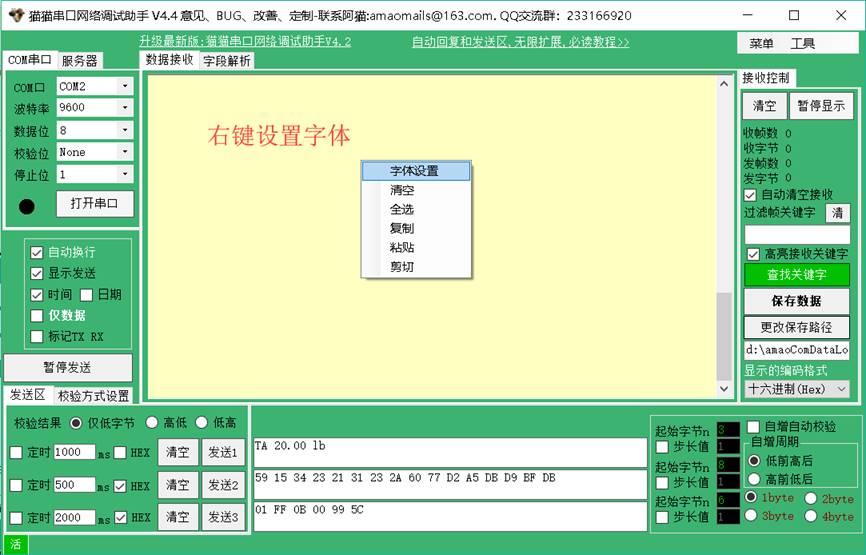 猫猫串口网络调试助手 V4.4 意见、BUG、改善、定制-联系阿猫:amaomails@163.com. QQ交流群: 233166920
升级最新版:猫猫串口网络调试助手V4.2
自动回复和发送区,无限扩展,必读教程>>
菜单 工具
COM串口 服务器
COM口 COM2
波特率 9600
数据位 8
校验位 None
停止位 1
打开串口
自动换行
显示发送
时间 日期
仅数据
标记TX RX
暂停发送
数据接收 字段解析
右键设置字体
字体设置
清空
全选
复制
粘贴
剪切
接收控制
清空 暂停显示
收帧数 0
收字节 0
发帧数 0
发字节 0
自动清空接收
过滤帧关键字 清
高亮接收关键字
查找关键字
保存数据
更改保存路径
d:\amaoComDataLo
显示的编码格式
十六进制(Hex)
发送区 校验方式设置
校验结果 仅低字节 高低 低高
定时 1000 ms HEX 清空 发送1
TA 20.00 lb
定时 500 ms HEX 清空 发送2
59 15 34 23 21 31 23 2A 60 77 D2 A5 DB D9 BF DB
定时 2000 ms HEX 清空 发送3
01 FF 0B 00 99 5C
起始字节n 3
步长值 1
起始字节n 8
步长值 1
起始字节n 6
步长值 1
自增自动校验
自增周期
低前高后
高前低后
1byte 2byte
3byte 4byte
活